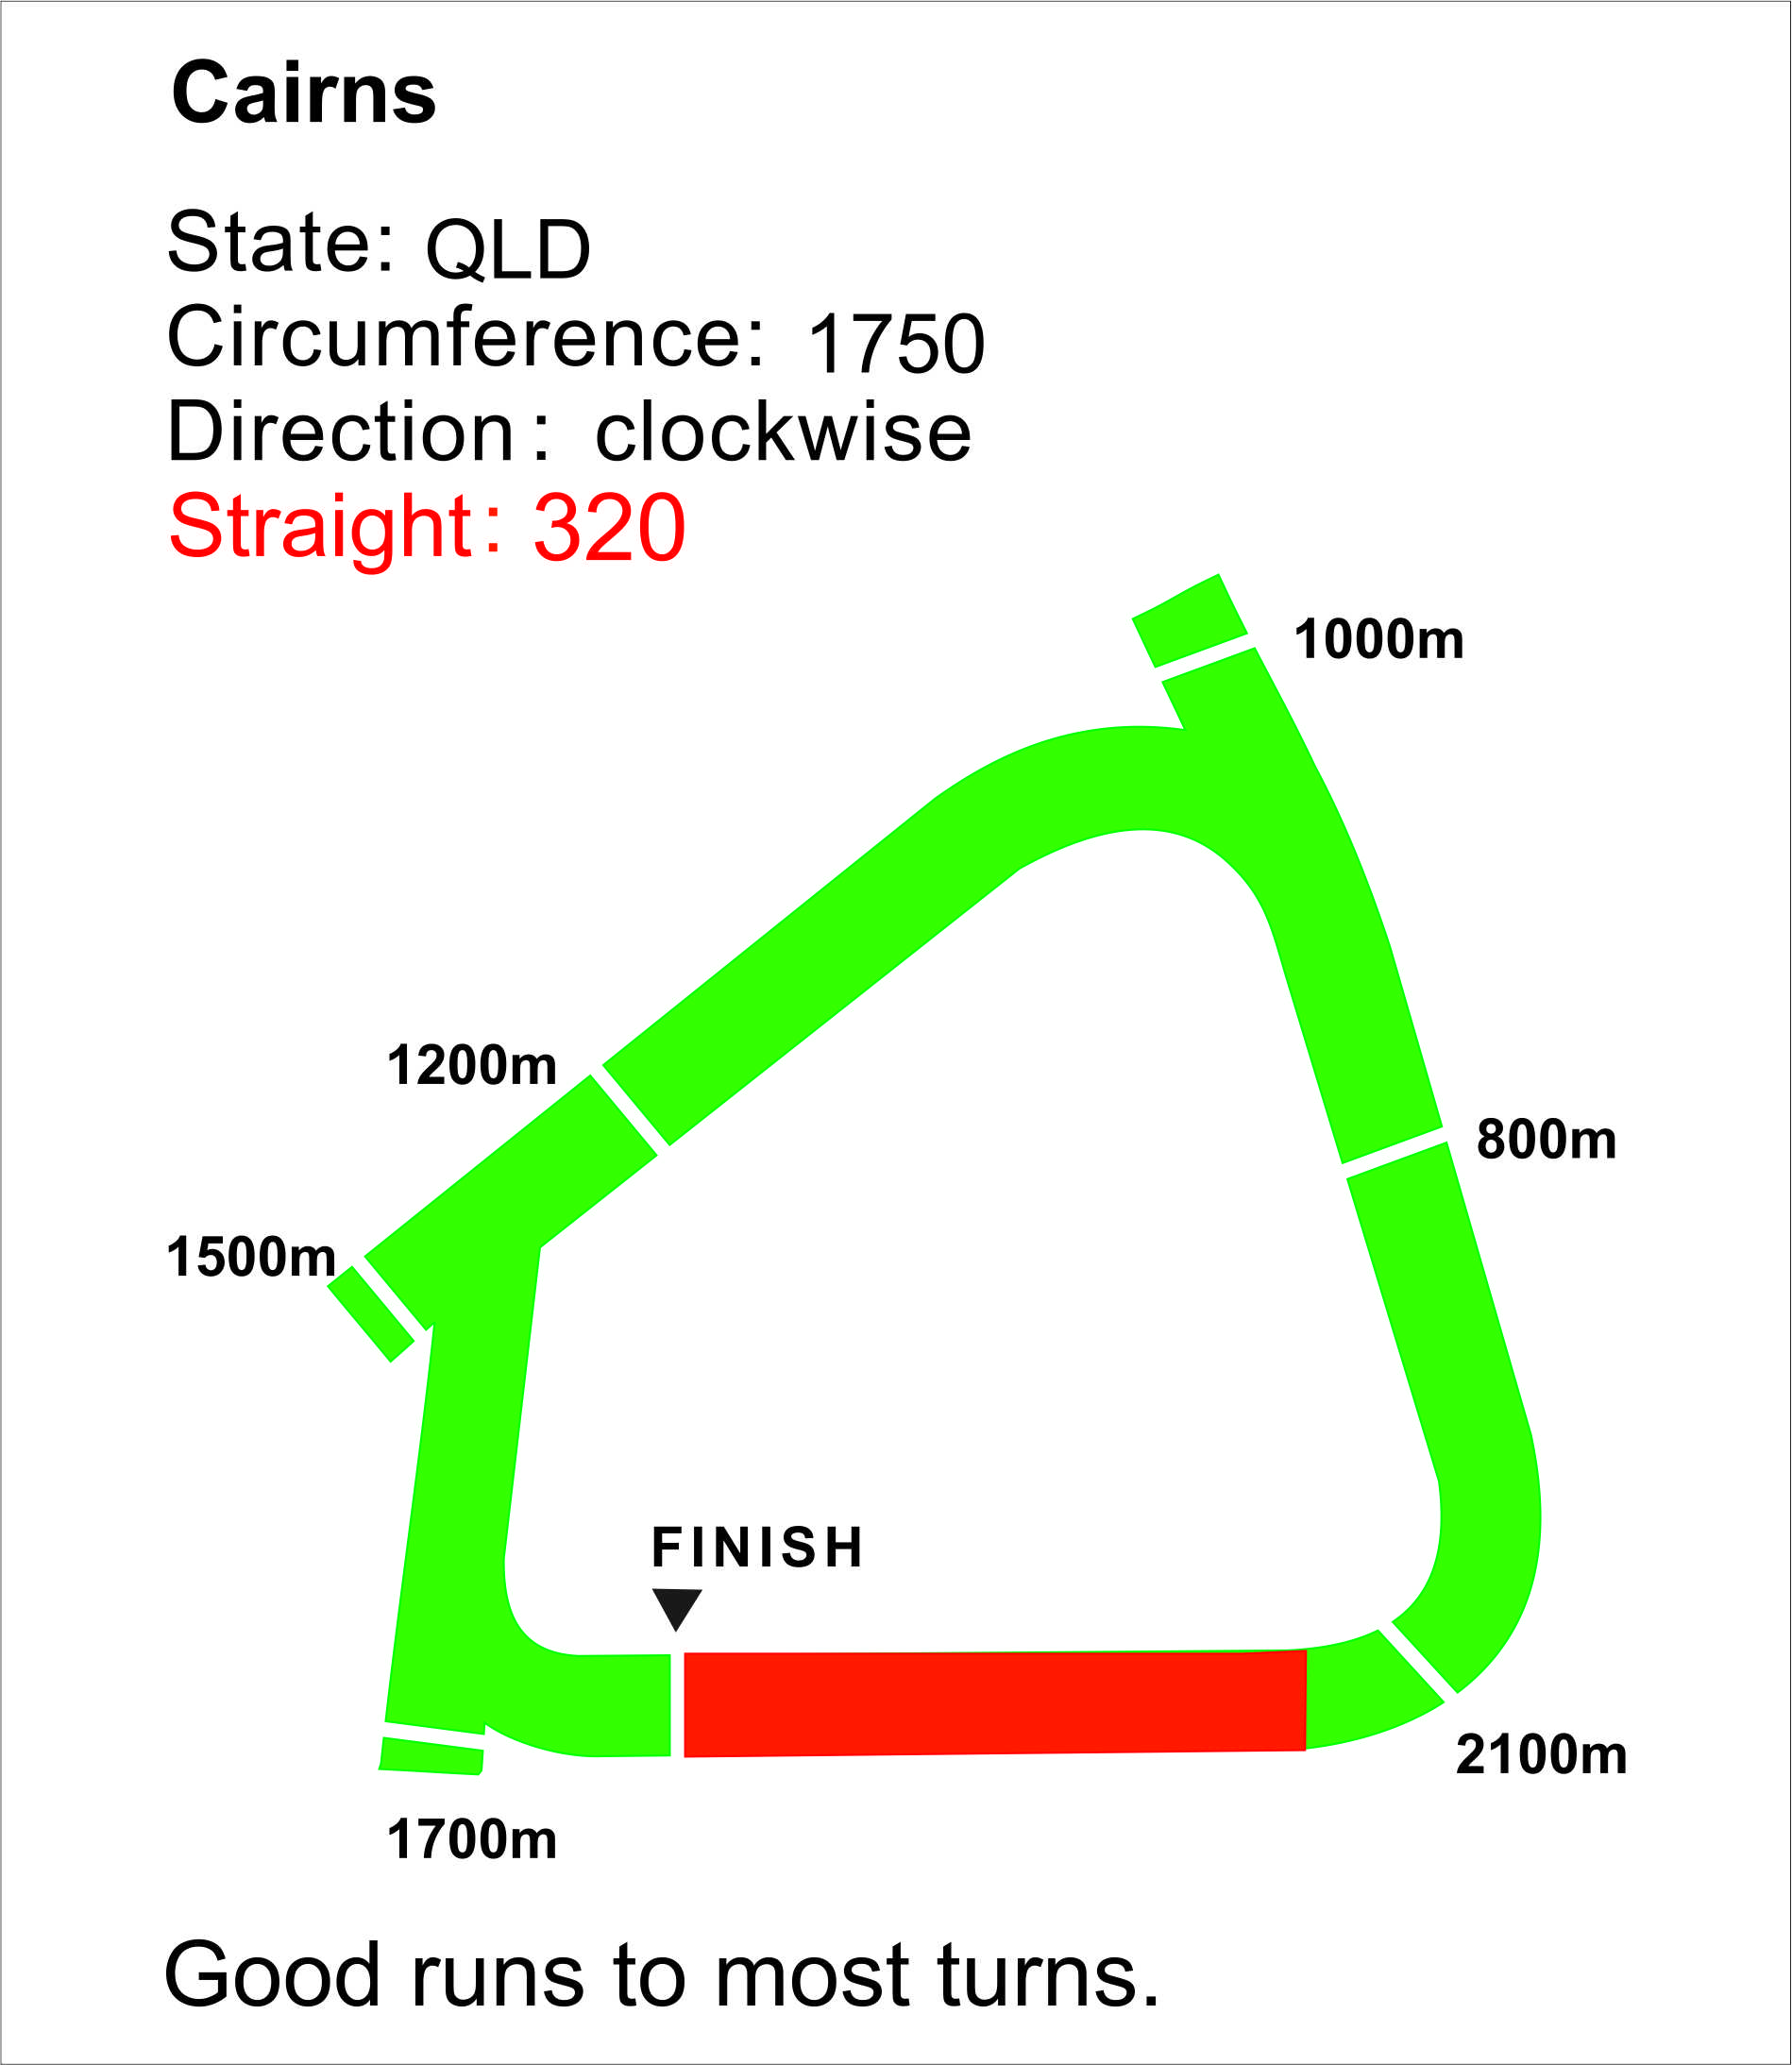 Cairns
State: QLD
Circumference: 1750
Direction: clockwise
Straight: 320
1000m
1200m
800m
1500m
FINISH
2100m
1700m
Good runs to most turns.